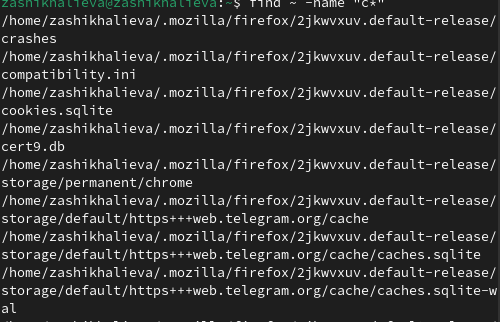 zashikhalieva@zashikhalieva:~$ find ~ -name "c*"
/home/zashikhalieva/.mozilla/firefox/2jkwvxuv.default-release/
crashes
/home/zashikhalieva/.mozilla/firefox/2jkwvxuv.default-release/
compatibility.ini
/home/zashikhalieva/.mozilla/firefox/2jkwvxuv.default-release/
cookies.sqlite
/home/zashikhalieva/.mozilla/firefox/2jkwvxuv.default-release/
cert9.db
/home/zashikhalieva/.mozilla/firefox/2jkwvxuv.default-release/
storage/permanent/chrome
/home/zashikhalieva/.mozilla/firefox/2jkwvxuv.default-release/
storage/default/https+++web.telegram.org/cache
/home/zashikhalieva/.mozilla/firefox/2jkwvxuv.default-release/
storage/default/https+++web.telegram.org/cache/caches.sqlite
/home/zashikhalieva/.mozilla/firefox/2jkwvxuv.default-release/
storage/default/https+++web.telegram.org/cache/caches.sqlite-w
al